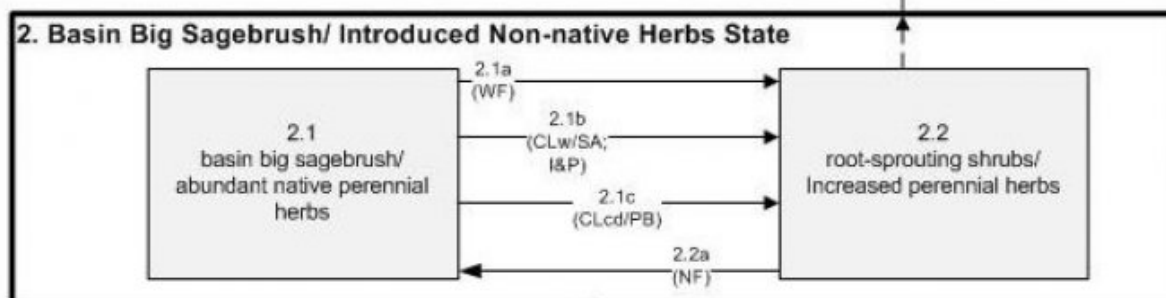 2. Basin Big Sagebrush/ Introduced Non-native Herbs State
2.1
basin big sagebrush/
abundant native perennial
herbs
2.1a
(WF)
2.1b
(CLw/SA;
I&P)
2.1c
(CLcd/PB)
2.2a
(NF)
2.2
root-sprouting shrubs/
Increased perennial herbs